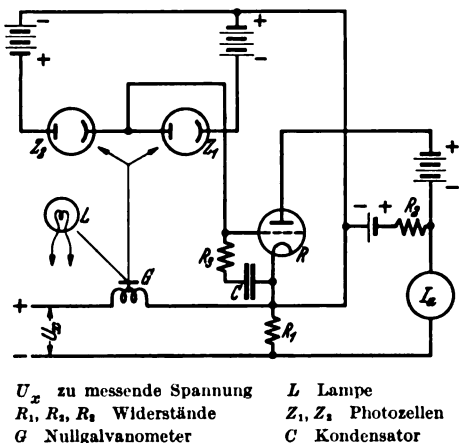 − +
+ −
Z₂ Z₁
+
−
L
R
− + R₂
R₃
C
G
Iₐ
+
Uₓ
R₁
−
Uₓ zu messende Spannung
R₁, R₂, R₃ Widerstände
G Nullgalvanometer
L Lampe
Z₁, Z₂ Photozellen
C Kondensator